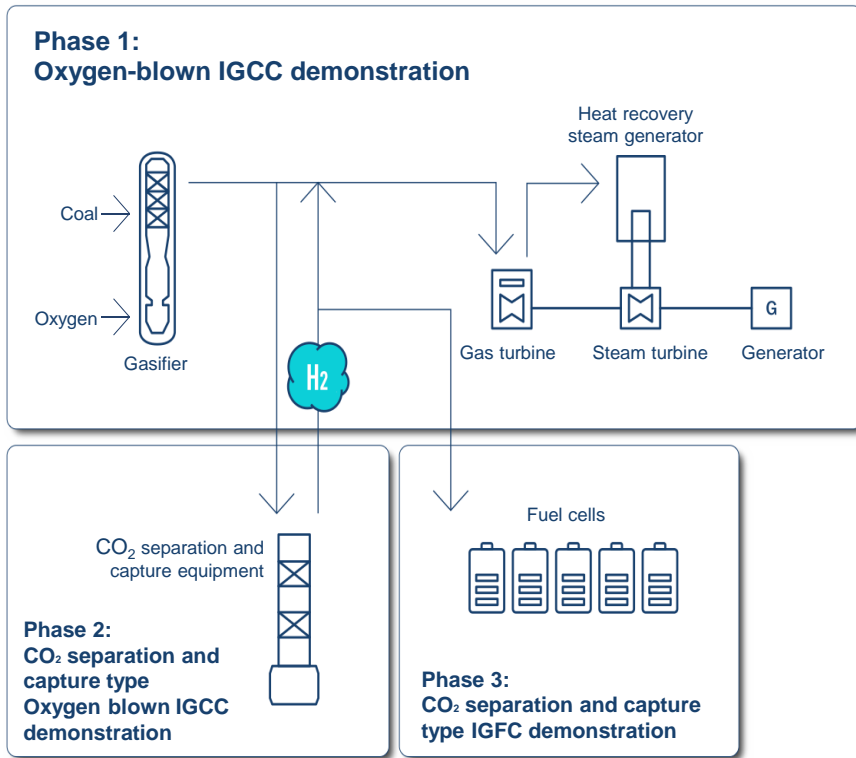 Phase 1:
Oxygen-blown IGCC demonstration
Heat recovery
steam generator
Coal
Oxygen
Gasifier
G
Gas turbine
Steam turbine
Generator
H2
CO2 separation and
capture equipment
Phase 2:
CO2 separation and
capture type
Oxygen blown IGCC
demonstration
Fuel cells
Phase 3:
CO2 separation and capture
type IGFC demonstration